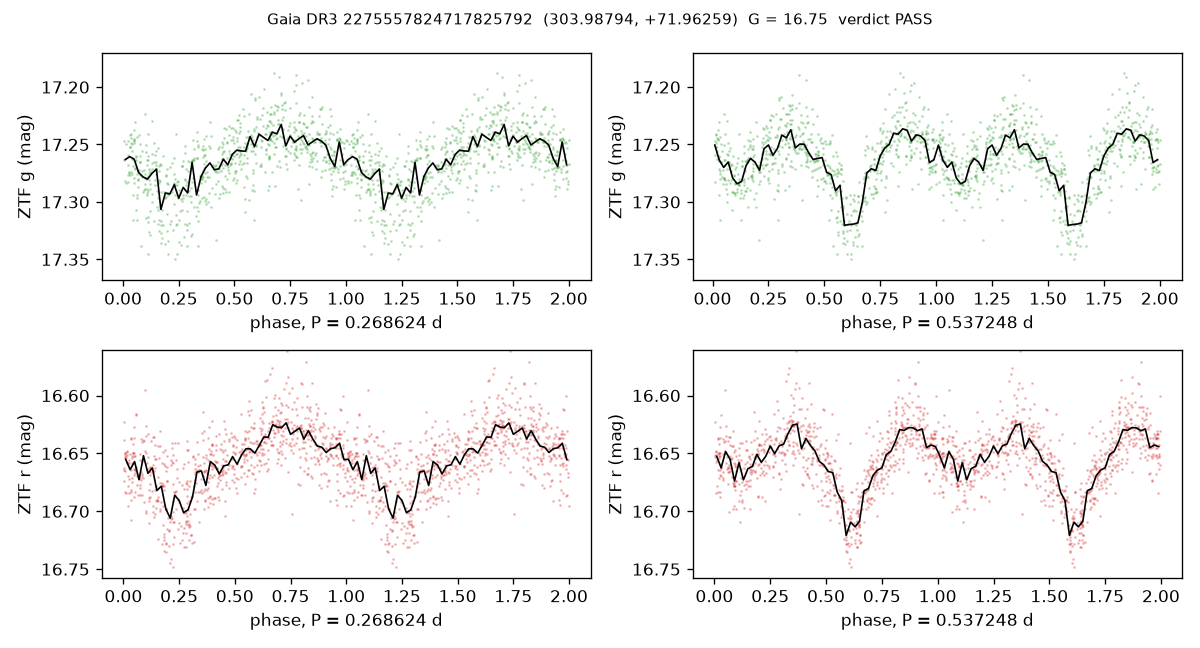 Gaia DR3 2275557824717825792 (303.98794, +71.96259) G = 16.75 verdict PASS
17.20
17.25
17.30
17.35
ZTF g (mag)
0.00 0.25 0.50 0.75 1.00 1.25 1.50 1.75 2.00
phase, P = 0.268624 d
17.20
17.25
17.30
17.35
ZTF g (mag)
0.00 0.25 0.50 0.75 1.00 1.25 1.50 1.75 2.00
phase, P = 0.537248 d
16.60
16.65
16.70
16.75
ZTF r (mag)
0.00 0.25 0.50 0.75 1.00 1.25 1.50 1.75 2.00
phase, P = 0.268624 d
16.60
16.65
16.70
16.75
ZTF r (mag)
0.00 0.25 0.50 0.75 1.00 1.25 1.50 1.75 2.00
phase, P = 0.537248 d